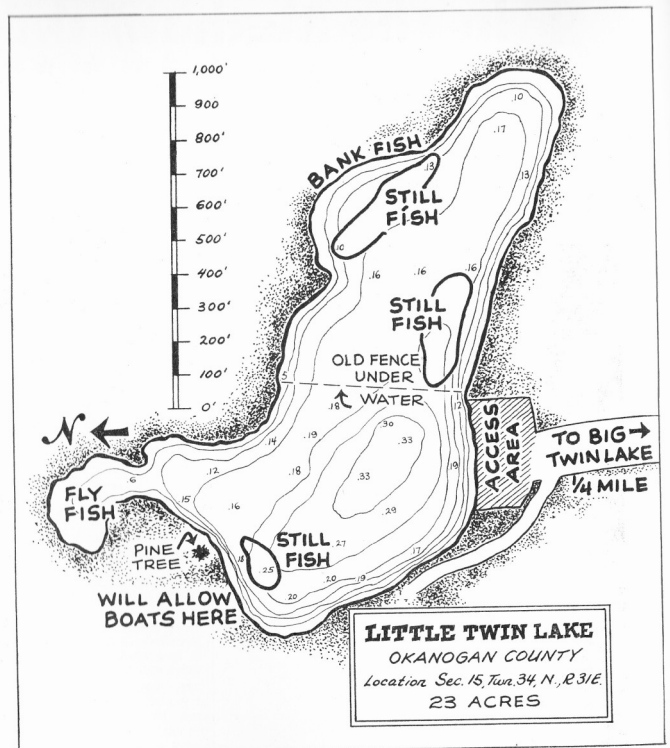 1,000'
900
800'
700'
600'
500'
400'
300'
200'
100'
0'
.10
.17
.13
BANK FISH
.13
STILL
FISH
10
.16
.16
.16
STILL
FISH
OLD FENCE
UNDER
WATER
5
.18
12
N
.14
.19
30
.33
.6
.12
.18
.33
19
ACCESS
AREA
TO BIG
TWIN LAKE
1/4 MILE
FLY
FISH
15
.16
.29
PINE
TREE
STILL
FISH
.27
18
.25
17
20
19
.20
WILL ALLOW
BOATS HERE
LITTLE TWIN LAKE
OKANOGAN COUNTY
Location Sec. 15, Twn. 34, N., R 31E.
23 ACRES